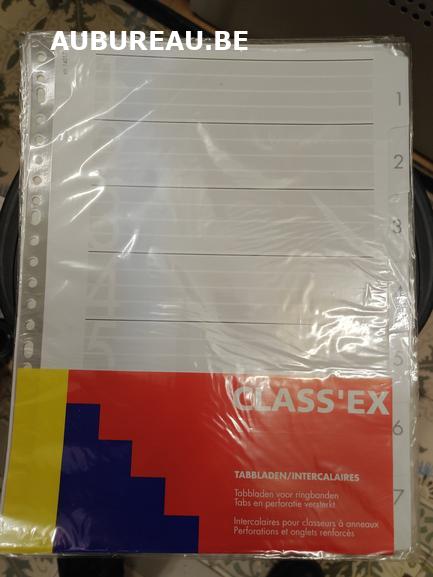 AUBUREAU.BE
1
2
3
4
5
6
7
CLASS'EX
TABBLADEN/INTERCALAIRES
Tabbladen voor ringbanden
Tabs en perforatie versterkt
Intercalaires pour classeurs à anneaux
Perforations et onglets renforcés